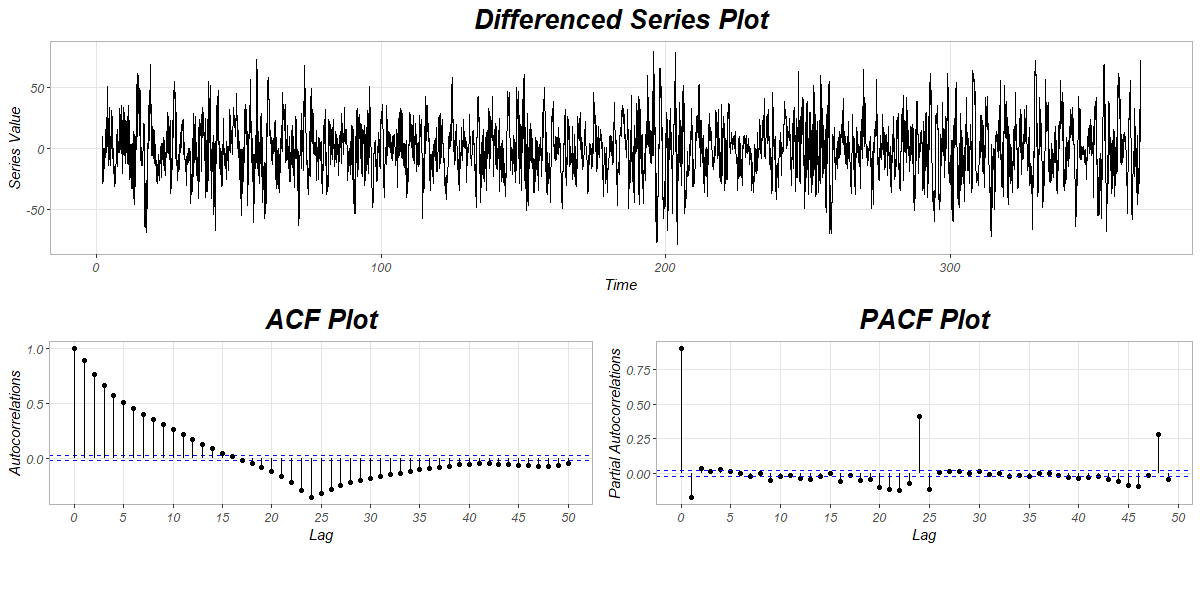 Differenced Series Plot
Series Value
50
0
-50
0 100 200 300
Time
ACF Plot
Autocorrelations
1.0
0.5
0.0
0 5 10 15 20 25 30 35 40 45 50
Lag
PACF Plot
Partial Autocorrelations
0.75
0.50
0.25
0.00
0 5 10 15 20 25 30 35 40 45 50
Lag